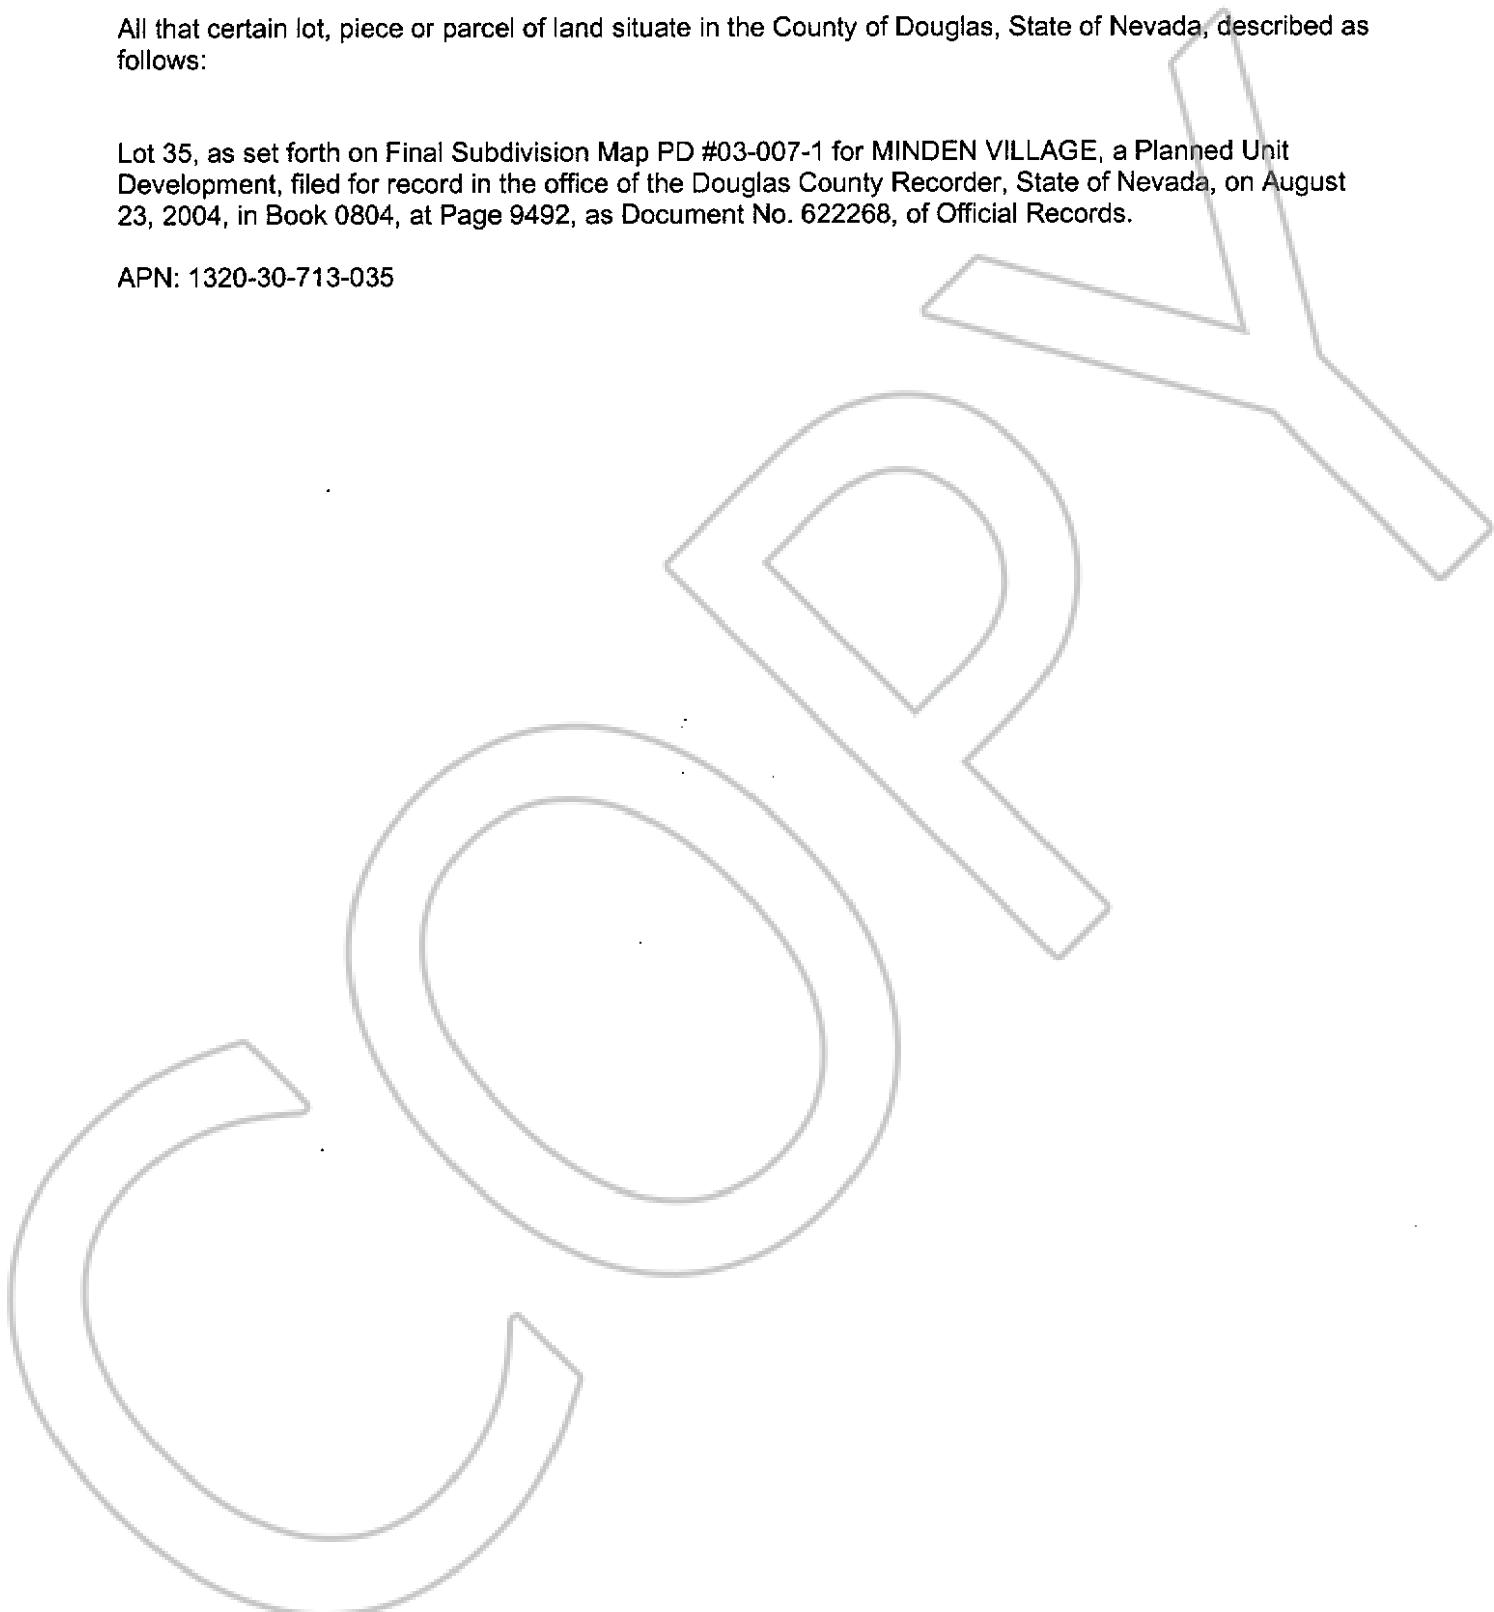 All that certain lot, piece or parcel of land situate in the County of Douglas, State of Nevada, described as
follows:
Lot 35, as set forth on Final Subdivision Map PD #03-007-1 for MINDEN VILLAGE, a Planned Unit
Development, filed for record in the office of the Douglas County Recorder, State of Nevada, on August
23, 2004, in Book 0804, at Page 9492, as Document No. 622268, of Official Records.
APN: 1320-30-713-035
COPY